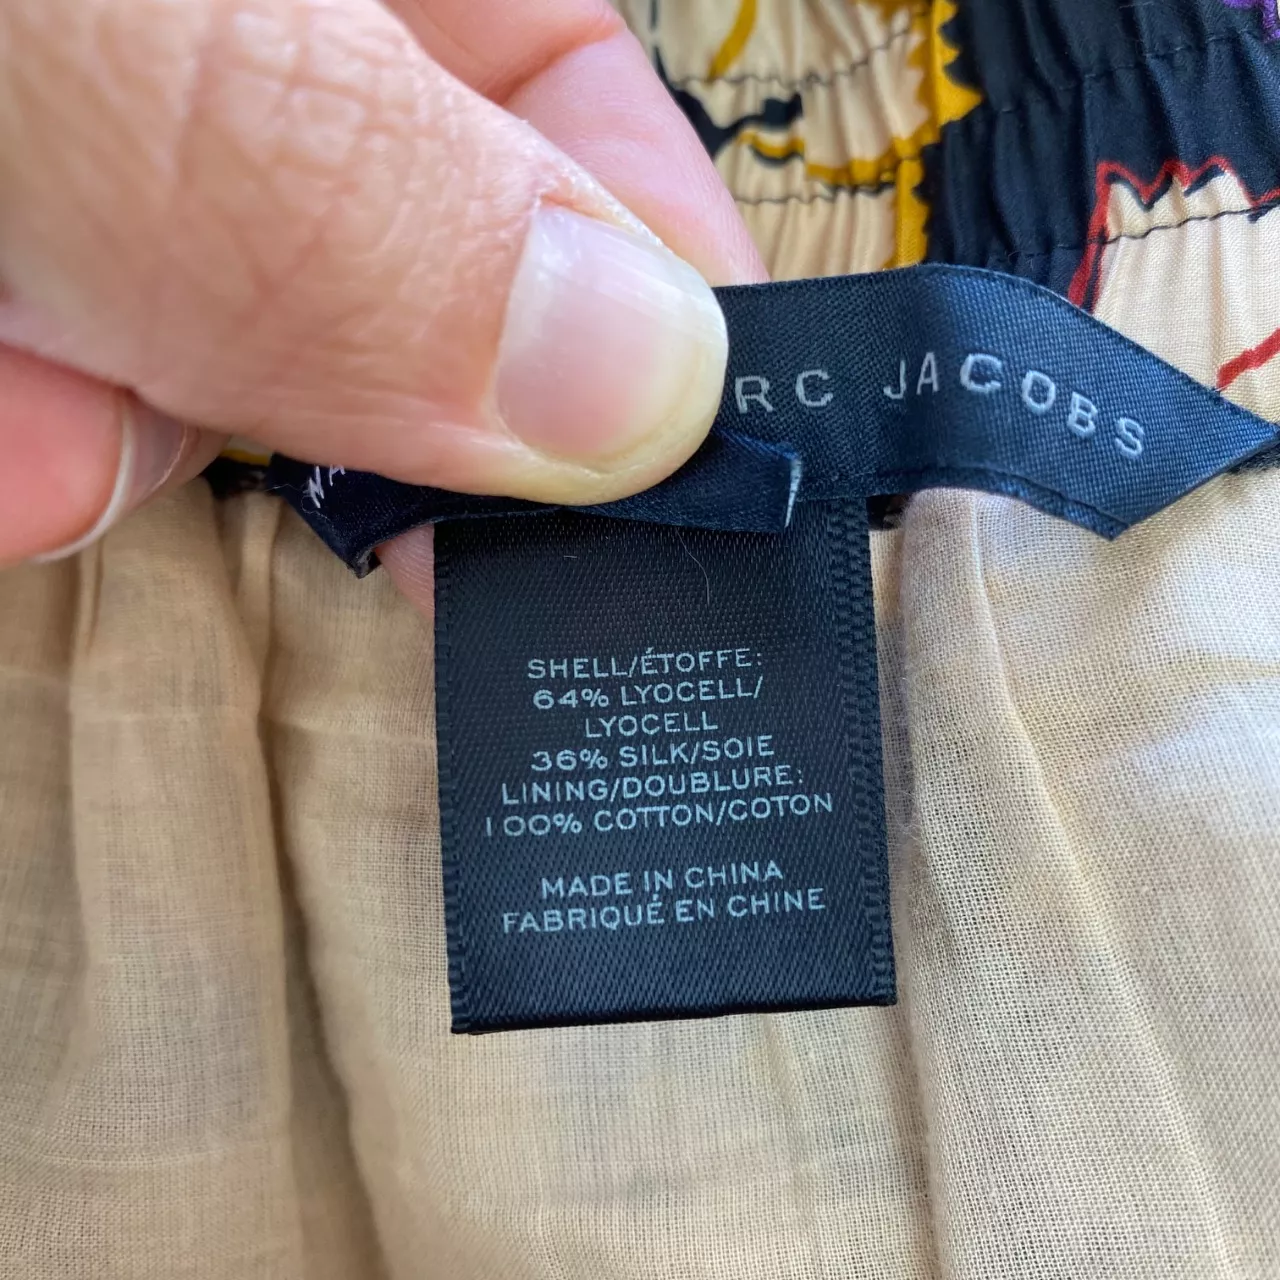 RC JACOBS
MA
SHELL/ÉTOFFE:
64% LYOCELL/
LYOCELL
36% SILK/SOIE
LINING/DOUBLURE:
100% COTTON/COTON
MADE IN CHINA
FABRIQUÉ EN CHINE